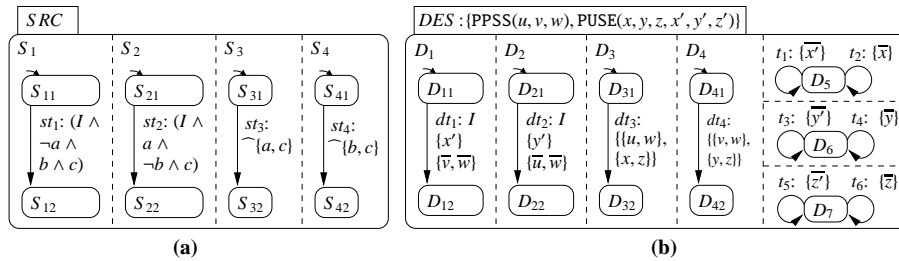 SRC
S₁ S₂ S₃ S₄
S₁₁ S₂₁ S₃₁ S₄₁
st₁: (I ∧
¬a ∧
b ∧ c)
st₂: (I ∧
a ∧
¬b ∧ c)
st₃:
⌢{a, c}
st₄:
⌢{b, c}
S₁₂ S₂₂ S₃₂ S₄₂
(a)
DES :{PPSS(u, v, w), PUSE(x, y, z, x′, y′, z′)}
D₁ D₂ D₃ D₄
D₁₁ D₂₁ D₃₁ D₄₁
dt₁: I
{x′}
{v̅, w̅}
dt₂: I
{y′}
{u̅, w̅}
dt₃:
{{u, w},
{x, z}}
dt₄:
{{v, w},
{y, z}}
D₁₂ D₂₂ D₃₂ D₄₂
t₁: {x̅′} t₂: {x̅}
D₅
t₃: {y̅′} t₄: {y̅}
D₆
t₅: {z̅′} t₆: {z̅}
D₇
(b)